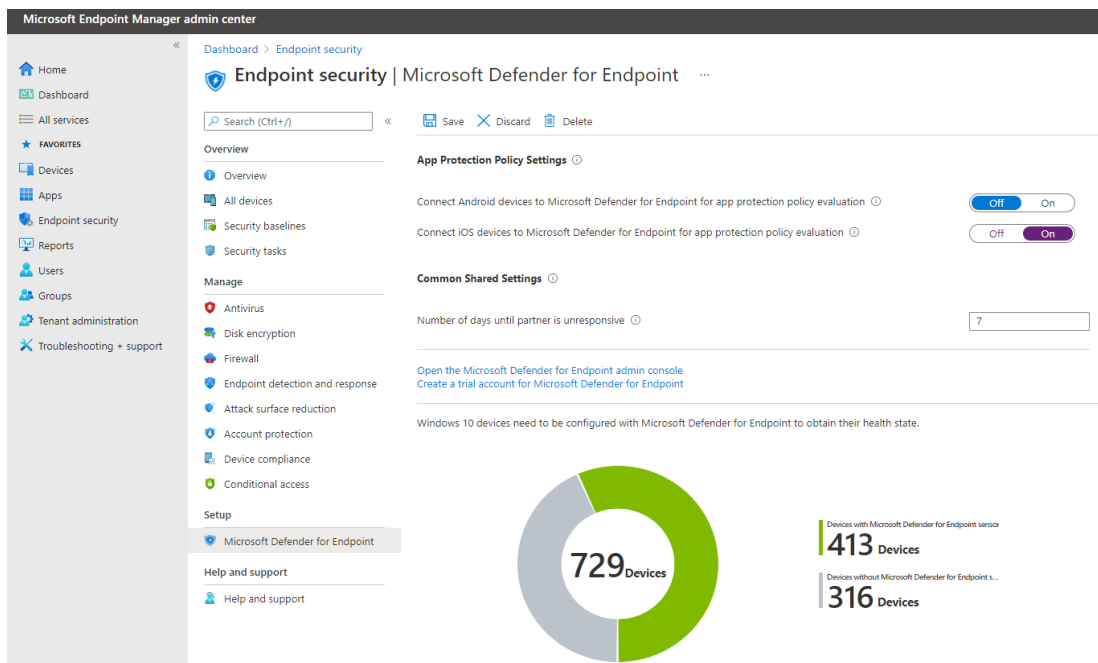 Microsoft Endpoint Manager admin center
«
Home
Dashboard
All services
FAVORITES
Devices
Apps
Endpoint security
Reports
Users
Groups
Tenant administration
Troubleshooting + support
Dashboard > Endpoint security
Endpoint security | Microsoft Defender for Endpoint ...
Search (Ctrl+/) «
Overview
Overview
All devices
Security baselines
Security tasks
Manage
Antivirus
Disk encryption
Firewall
Endpoint detection and response
Attack surface reduction
Account protection
Device compliance
Conditional access
Setup
Microsoft Defender for Endpoint
Help and support
Help and support
Save Discard Delete
App Protection Policy Settings
Connect Android devices to Microsoft Defender for Endpoint for app protection policy evaluation Off On
Connect iOS devices to Microsoft Defender for Endpoint for app protection policy evaluation Off On
Common Shared Settings
Number of days until partner is unresponsive 7
Open the Microsoft Defender for Endpoint admin console
Create a trial account for Microsoft Defender for Endpoint
Windows 10 devices need to be configured with Microsoft Defender for Endpoint to obtain their health state.
729 Devices
Devices with Microsoft Defender for Endpoint sensor
413 Devices
Devices without Microsoft Defender for Endpoint s...
316 Devices